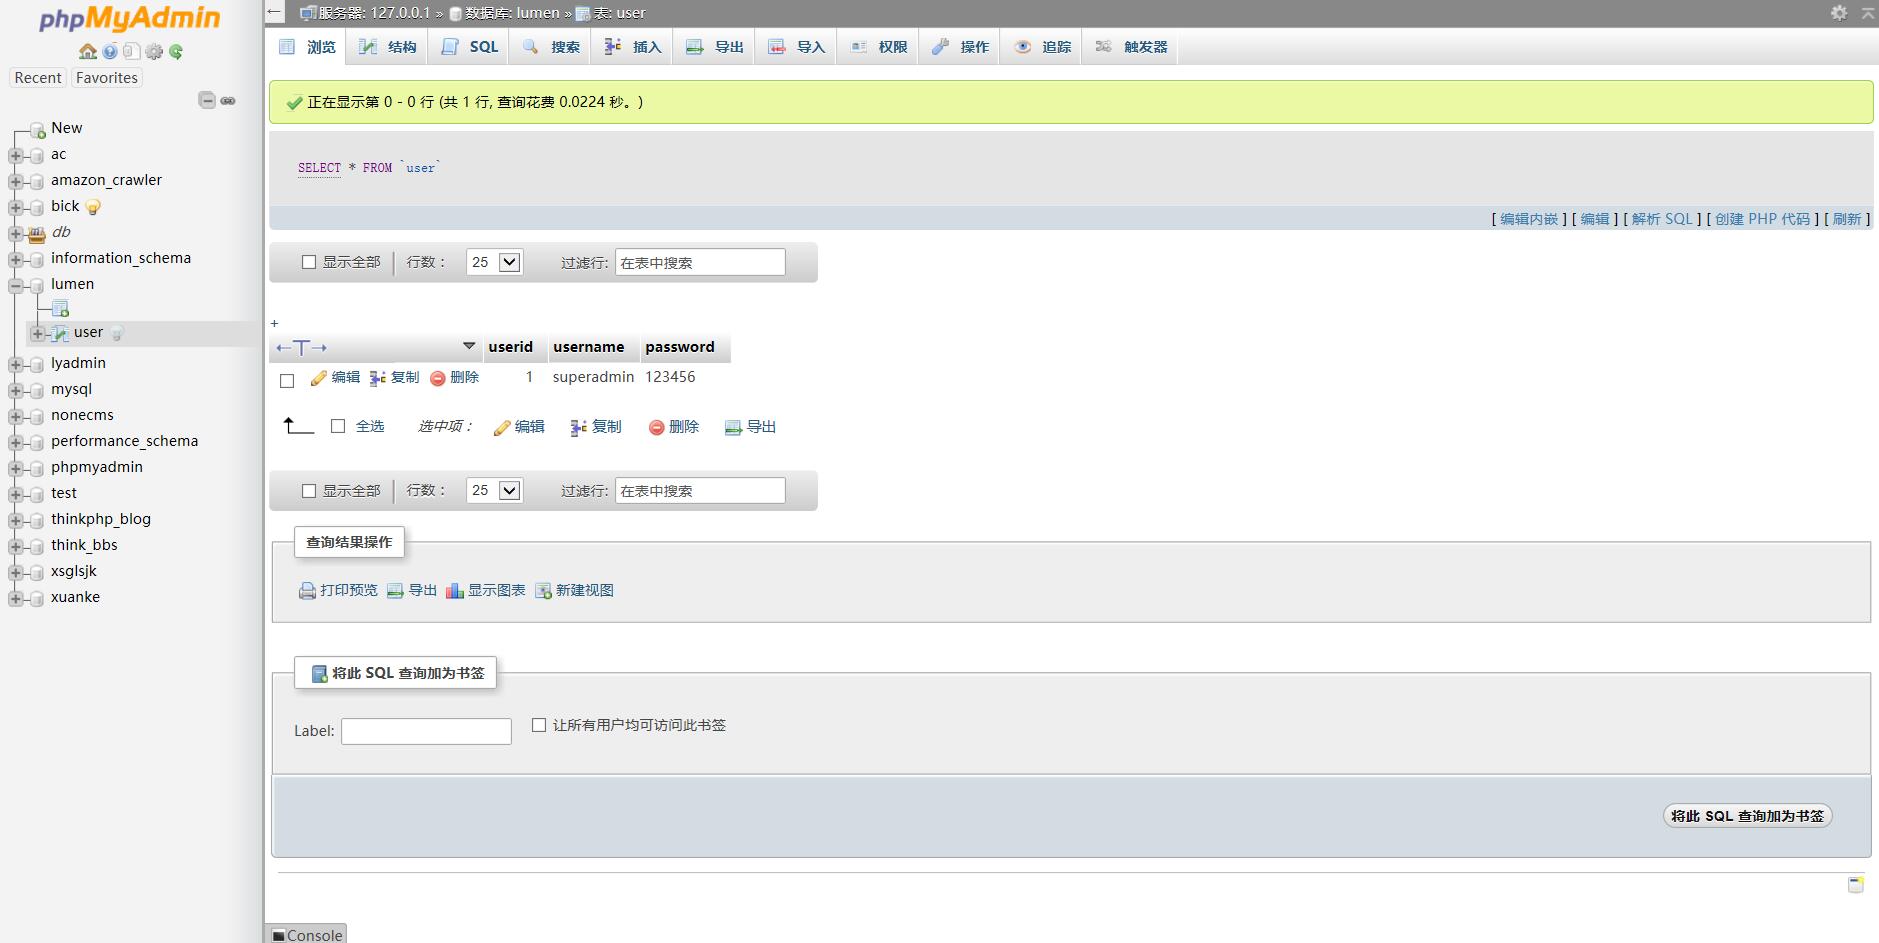 phpMyAdmin
Recent Favorites
New
ac
amazon_crawler
bick
db
information_schema
lumen
user
lyadmin
mysql
nonecms
performance_schema
phpmyadmin
test
thinkphp_blog
think_bbs
xsglsjk
xuanke
服务器: 127.0.0.1 » 数据库: lumen » 表: user
浏览 结构 SQL 搜索 插入 导出 导入 权限 操作 追踪 触发器
正在显示第 0 - 0 行 (共 1 行, 查询花费 0.0224 秒。)
SELECT * FROM `user`
[ 编辑内嵌 ] [ 编辑 ] [ 解析 SQL ] [ 创建 PHP 代码 ] [ 刷新 ]
显示全部 行数： 25 过滤行: 在表中搜索
+
←T→ userid username password
编辑 复制 删除 1 superadmin 123456
全选 选中项： 编辑 复制 删除 导出
显示全部 行数： 25 过滤行: 在表中搜索
查询结果操作
打印预览 导出 显示图表 新建视图
将此 SQL 查询加为书签
Label: 让所有用户均可访问此书签
将此 SQL 查询加为书签
Console